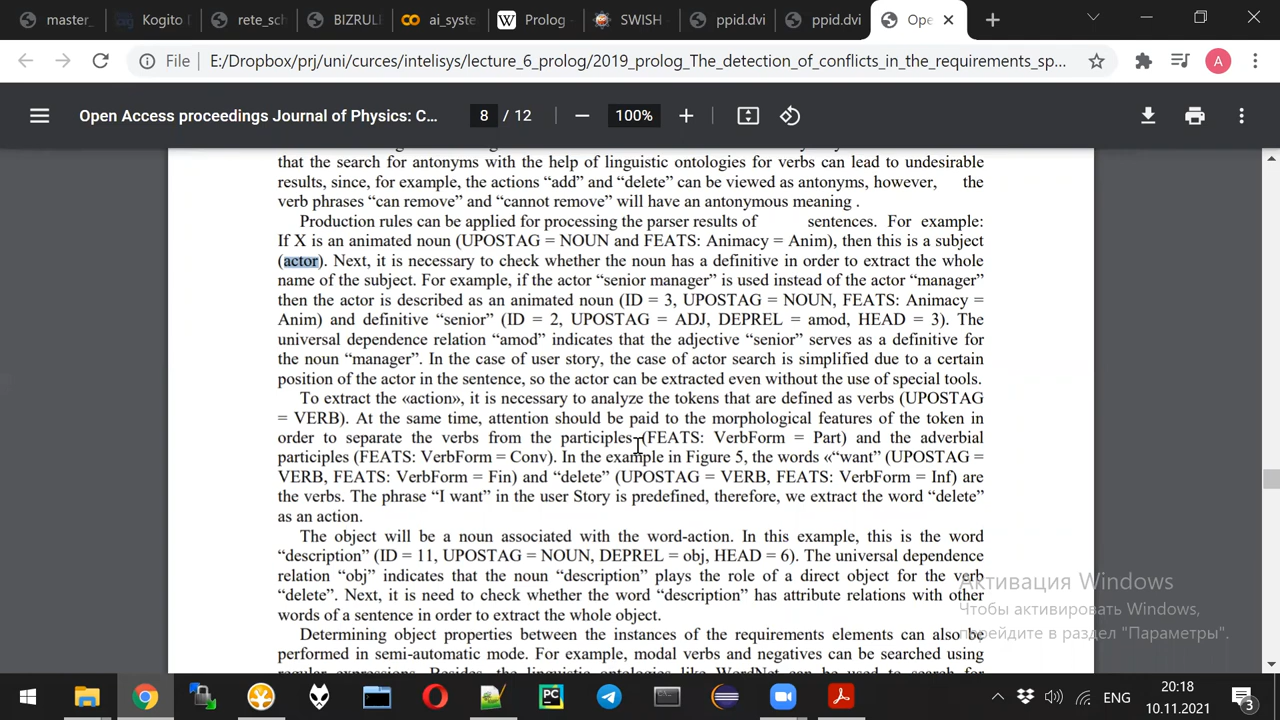 master_
Kogito
rete_sch
BIZRULE
ai_syste
Prolog
SWISH
ppid.dvi
ppid.dvi
Ope
File
E:/Dropbox/prj/uni/curces/intelisys/lecture_6_prolog/2019_prolog_The_detection_of_conflicts_in_the_requirements_sp...
A
Open Access proceedings Journal of Physics: C...
8 / 12
100%
that the search for antonyms with the help of linguistic ontologies for verbs can lead to undesirable
results, since, for example, the actions “add” and “delete” can be viewed as antonyms, however, the
verb phrases “can remove” and “cannot remove” will have an antonymous meaning .
Production rules can be applied for processing the parser results of sentences. For example:
If X is an animated noun (UPOSTAG = NOUN and FEATS: Animacy = Anim), then this is a subject
(actor). Next, it is necessary to check whether the noun has a definitive in order to extract the whole
name of the subject. For example, if the actor “senior manager” is used instead of the actor “manager”
then the actor is described as an animated noun (ID = 3, UPOSTAG = NOUN, FEATS: Animacy =
Anim) and definitive “senior” (ID = 2, UPOSTAG = ADJ, DEPREL = amod, HEAD = 3). The
universal dependence relation “amod” indicates that the adjective “senior” serves as a definitive for
the noun “manager”. In the case of user story, the case of actor search is simplified due to a certain
position of the actor in the sentence, so the actor can be extracted even without the use of special tools.
To extract the «action», it is necessary to analyze the tokens that are defined as verbs (UPOSTAG
= VERB). At the same time, attention should be paid to the morphological features of the token in
order to separate the verbs from the participles (FEATS: VerbForm = Part) and the adverbial
participles (FEATS: VerbForm = Conv). In the example in Figure 5, the words «“want” (UPOSTAG =
VERB, FEATS: VerbForm = Fin) and “delete” (UPOSTAG = VERB, FEATS: VerbForm = Inf) are
the verbs. The phrase “I want” in the user Story is predefined, therefore, we extract the word “delete”
as an action.
The object will be a noun associated with the word-action. In this example, this is the word
“description” (ID = 11, UPOSTAG = NOUN, DEPREL = obj, HEAD = 6). The universal dependence
relation “obj” indicates that the noun “description” plays the role of a direct object for the verb
“delete”. Next, it is need to check whether the word “description” has attribute relations with other
words of a sentence in order to extract the whole object.
Determining object properties between the instances of the requirements elements can also be
performed in semi-automatic mode. For example, modal verbs and negatives can be searched using
regular expressions. Besides, the linguistic ontologies like WordNet can be used to search for
Активация Windows
Чтобы активировать Windows,
перейдите в раздел "Параметры".
ENG
20:18
10.11.2021
3